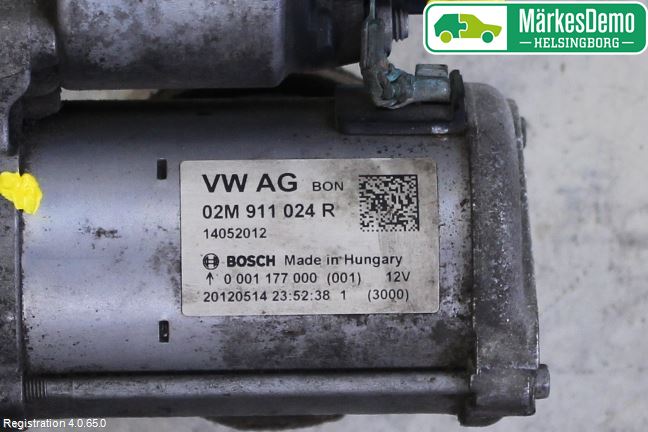 MärkesDemo
HELSINGBORG
VW AG BON
02M 911 024 R
14052012
BOSCH Made in Hungary
↑ 0 001 177 000 (001) 12V
20120514 23:52:38 1 (3000)
Registration 4.0.65.0